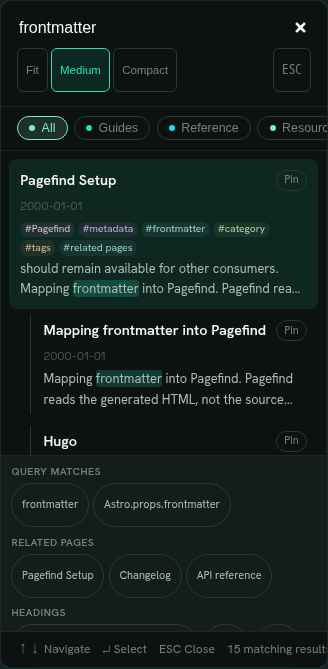 frontmatter
Fit Medium Compact ESC
All Guides Reference Resourc
Pagefind Setup Pin
2000-01-01
#Pagefind #metadata #frontmatter #category
#tags #related pages
should remain available for other consumers.
Mapping frontmatter into Pagefind. Pagefind rea...
Mapping frontmatter into Pagefind Pin
2000-01-01
Mapping frontmatter into Pagefind. Pagefind
reads the generated HTML, not the source...
Hugo Pin
QUERY MATCHES
frontmatter Astro.props.frontmatter
RELATED PAGES
Pagefind Setup Changelog API reference
HEADINGS
↑ ↓ Navigate ↵ Select ESC Close 15 matching result